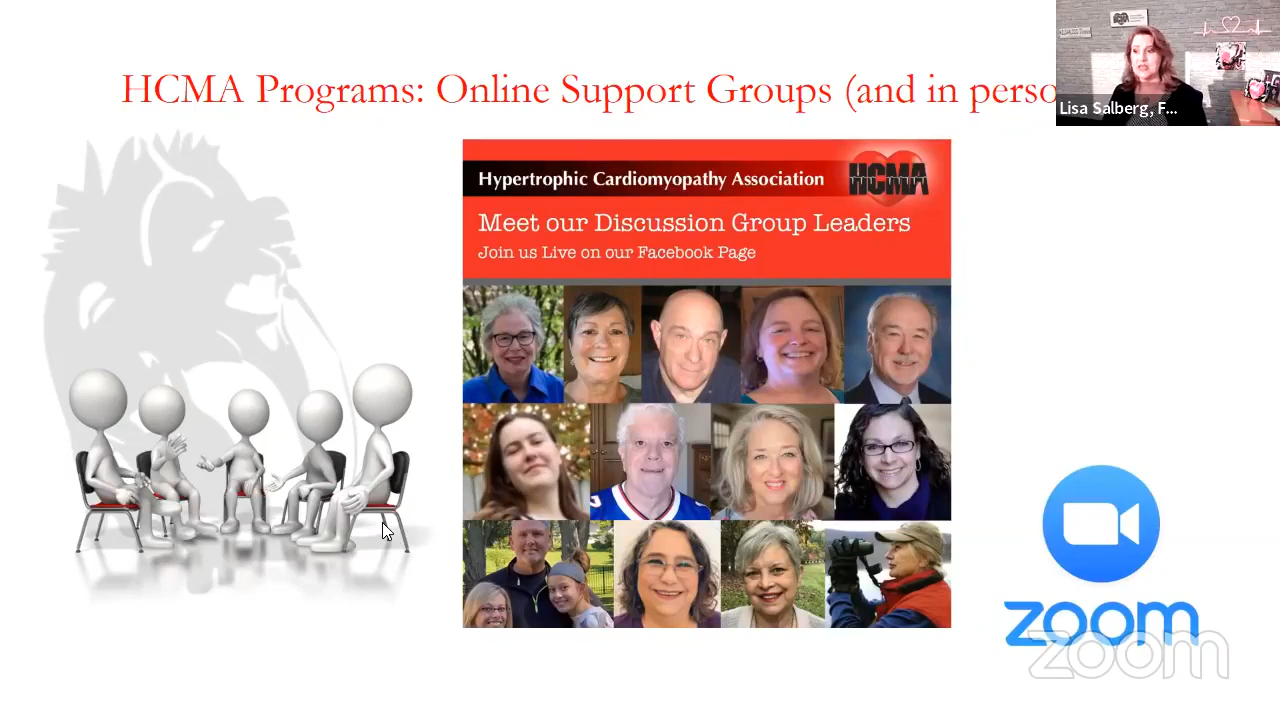 HCMA Programs: Online Support Groups (and in perso
Lisa Salberg, F...
Hypertrophic Cardiomyopathy Association
HCMA
Meet our Discussion Group Leaders
Join us Live on our Facebook Page
zoom
zoom